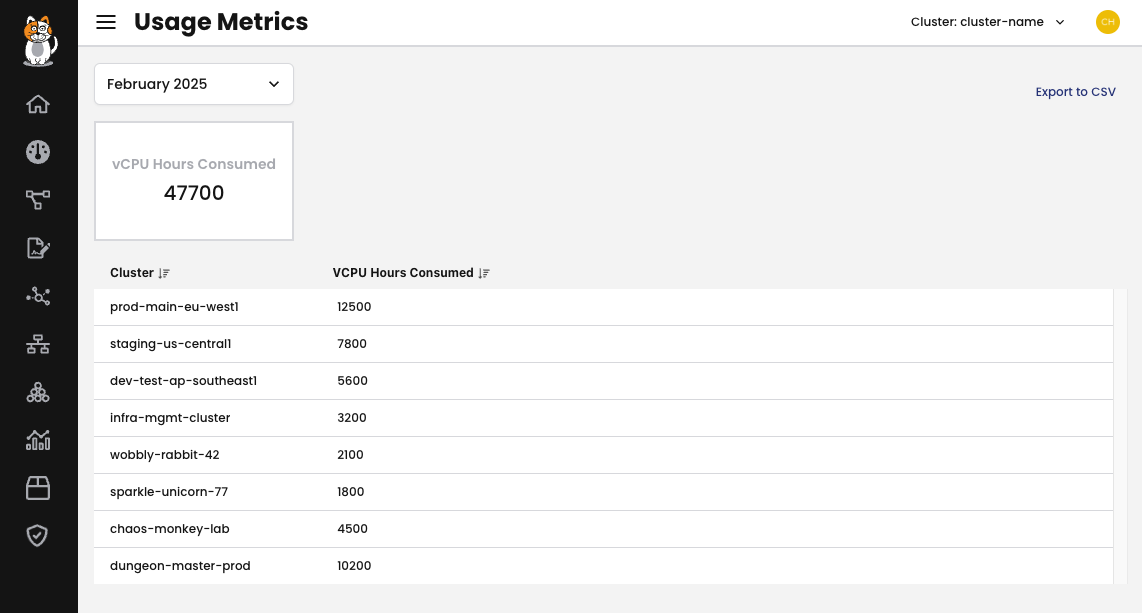 Usage Metrics
Cluster: cluster-name
CH
February 2025
Export to CSV
vCPU Hours Consumed
47700
Cluster VCPU Hours Consumed
prod-main-eu-west1 12500
staging-us-central1 7800
dev-test-ap-southeast1 5600
infra-mgmt-cluster 3200
wobbly-rabbit-42 2100
sparkle-unicorn-77 1800
chaos-monkey-lab 4500
dungeon-master-prod 10200